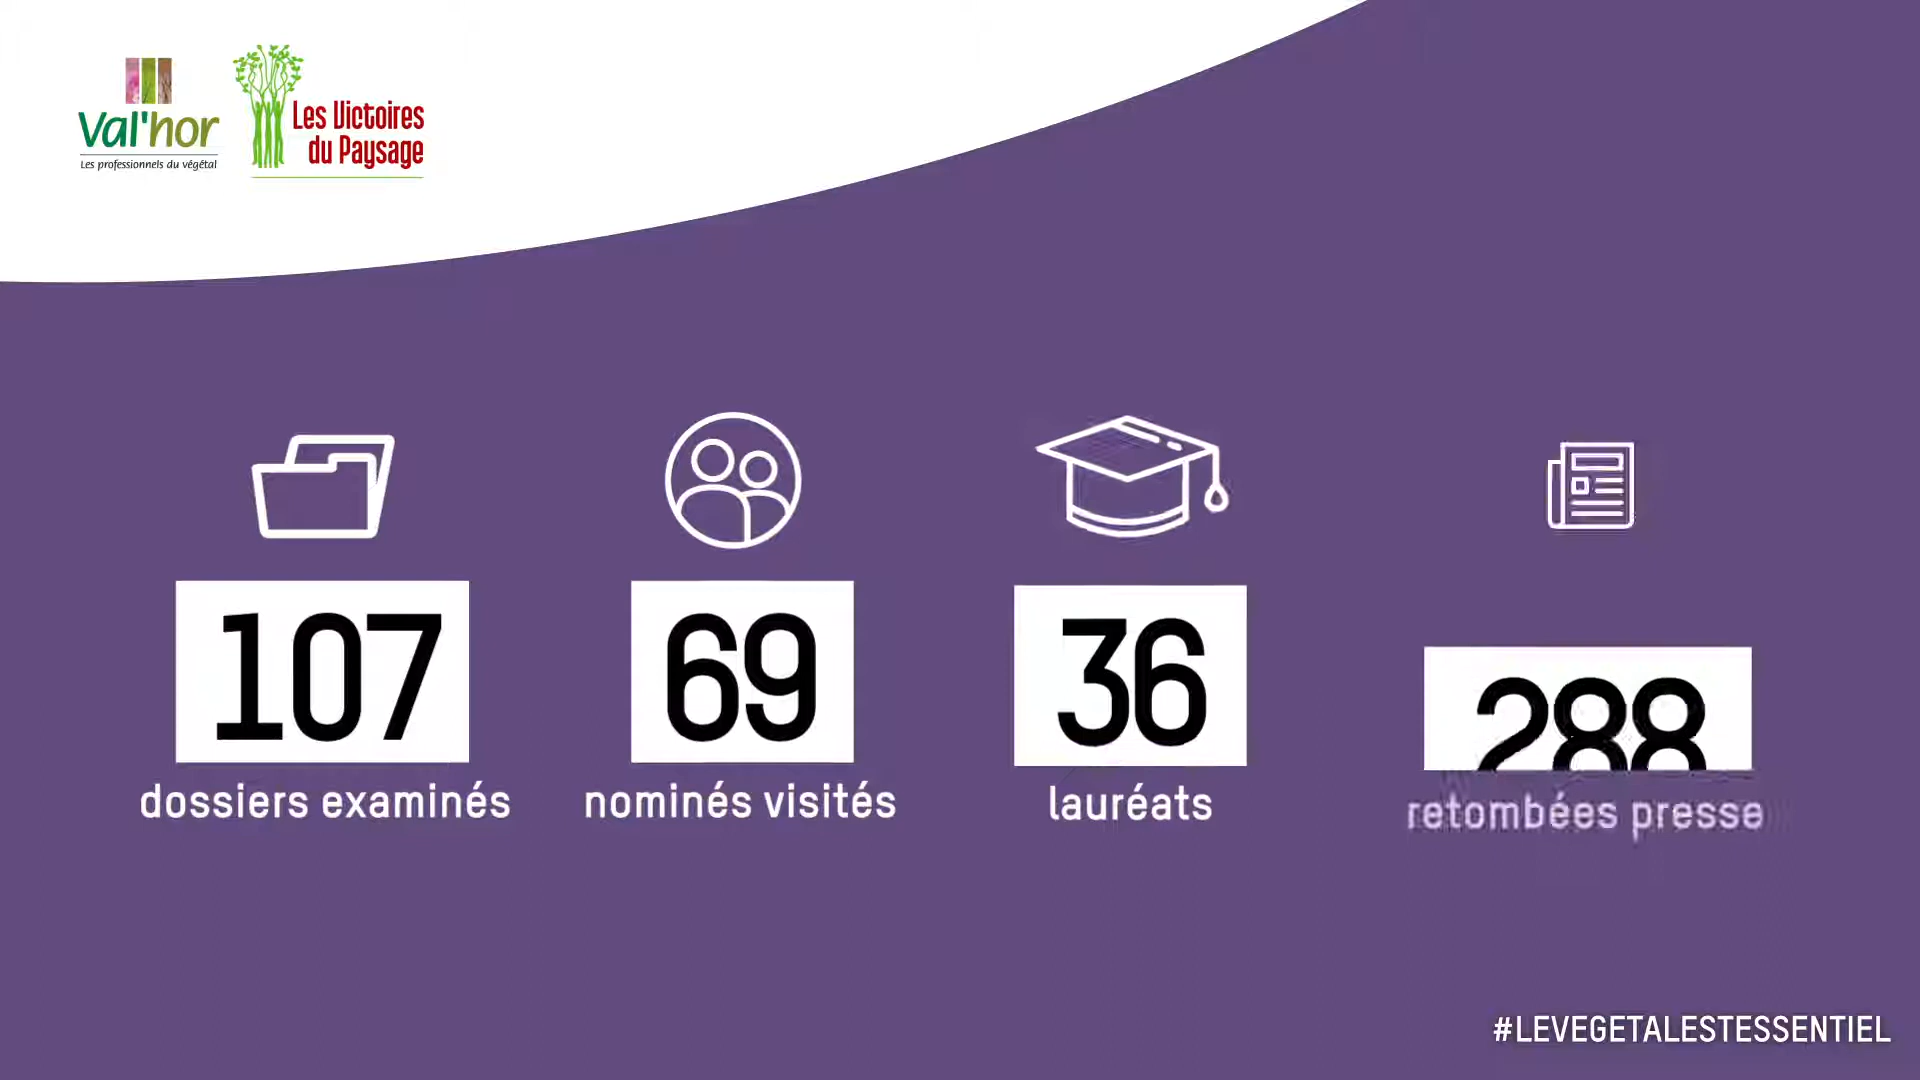 Val'hor
Les professionnels du végétal
Les Victoires
du Paysage
107
dossiers examinés
69
nominés visités
36
lauréats
288
retombées presse
#LEVEGETALESTESSENTIEL